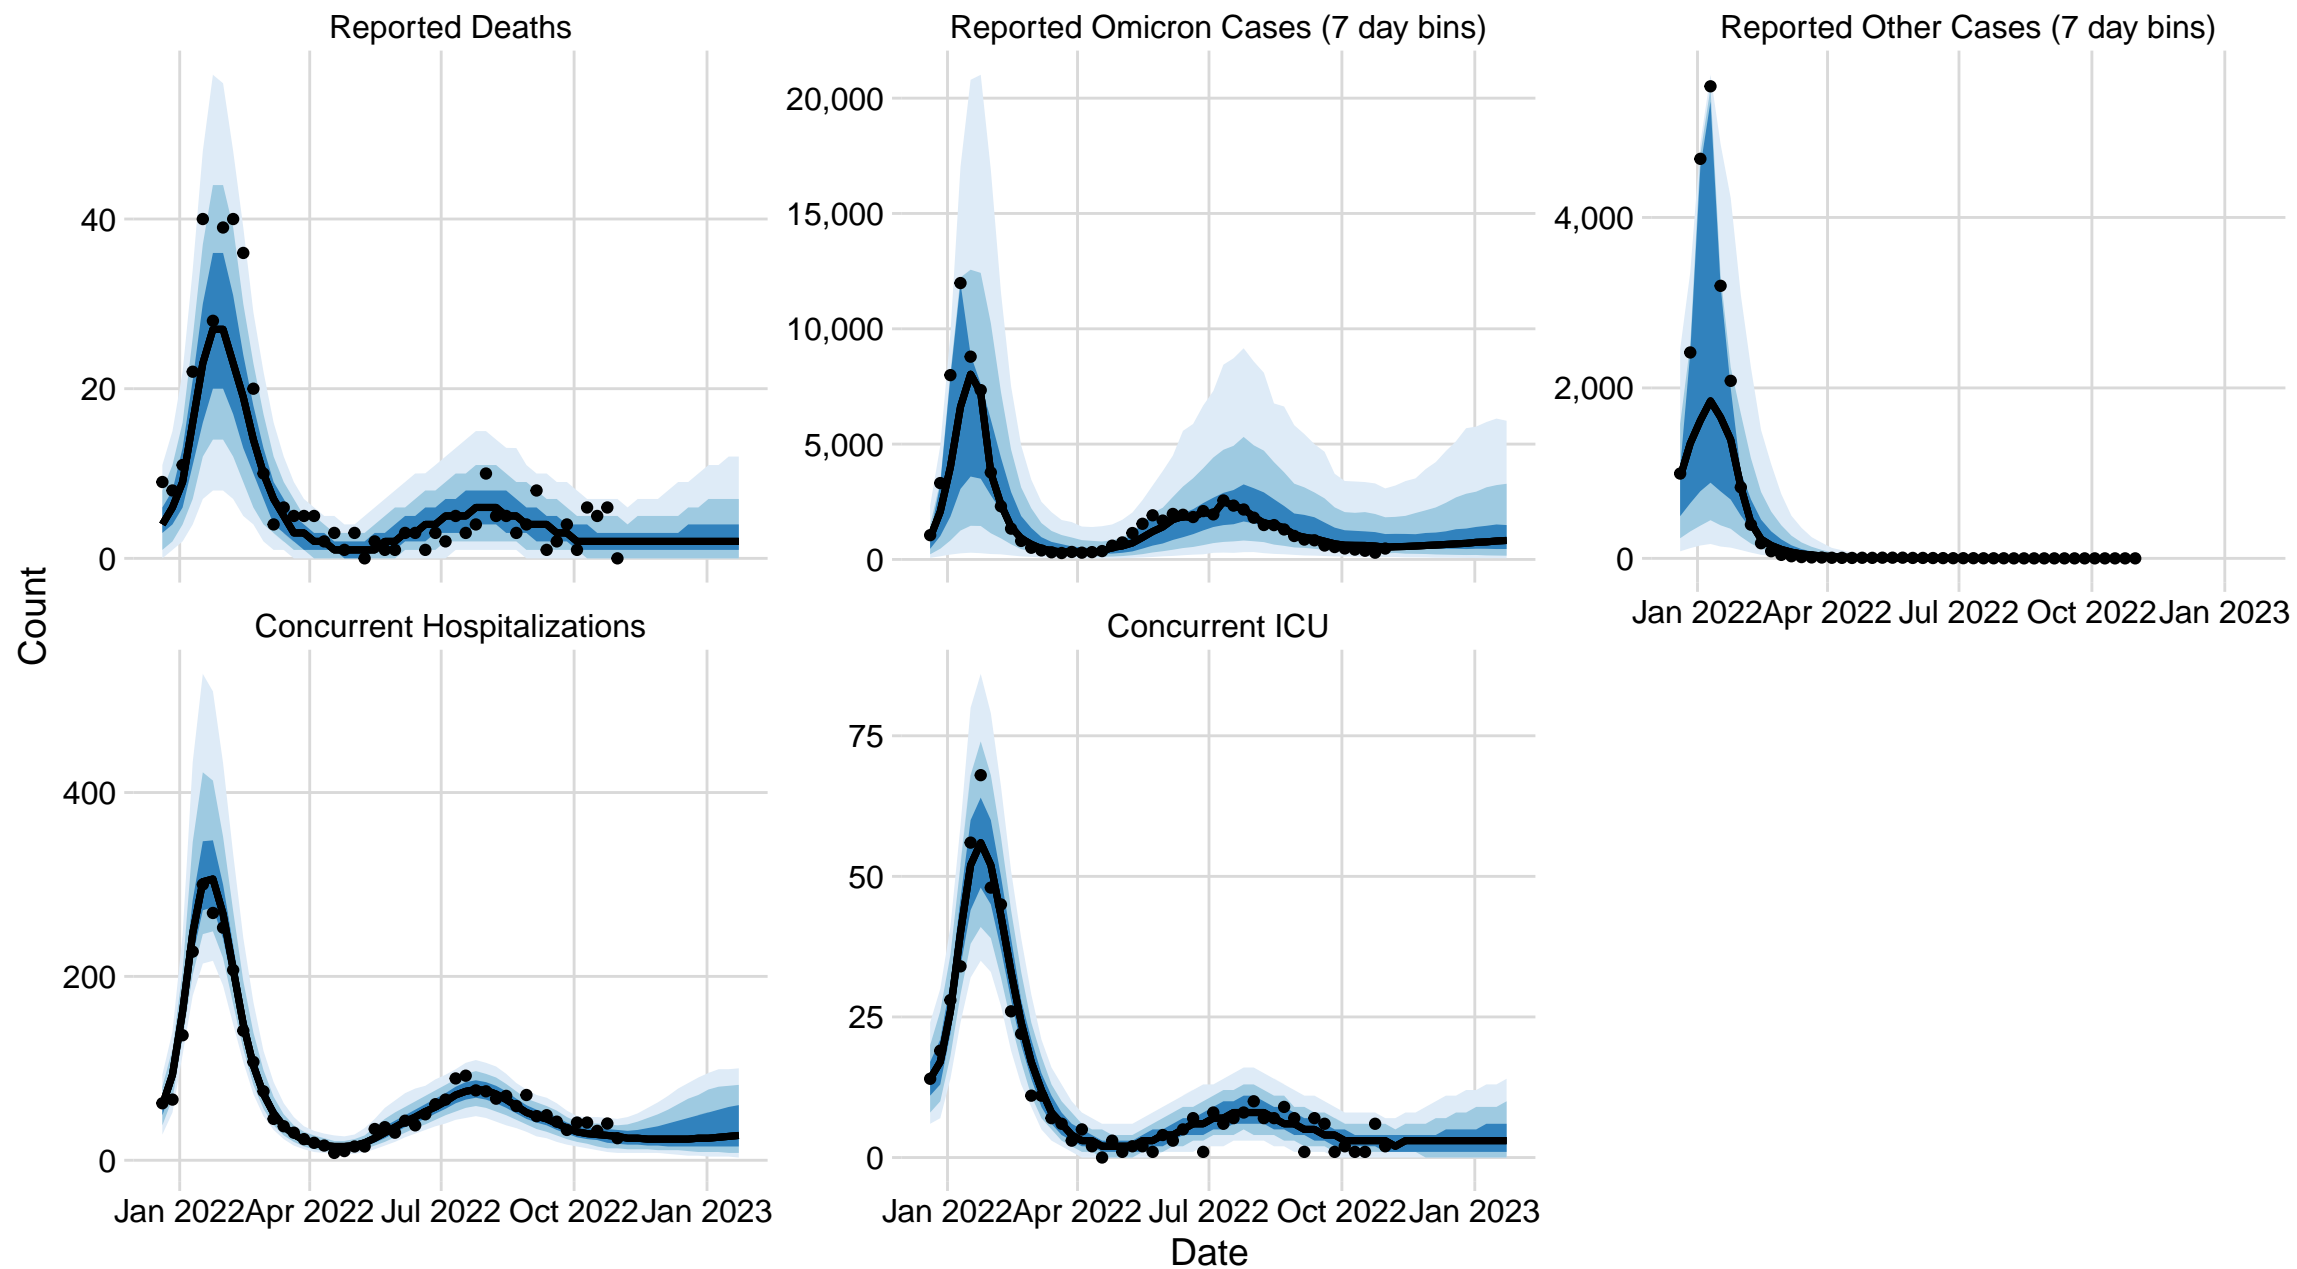 Reported Deaths
Reported Omicron Cases (7 day bins)
Reported Other Cases (7 day bins)
40
20
0
20,000
15,000
10,000
5,000
0
4,000
2,000
0
Jan 2022 Apr 2022 Jul 2022 Oct 2022 Jan 2023
Count
Concurrent Hospitalizations
Concurrent ICU
400
200
0
75
50
25
0
Jan 2022 Apr 2022 Jul 2022 Oct 2022 Jan 2023
Jan 2022 Apr 2022 Jul 2022 Oct 2022 Jan 2023
Date